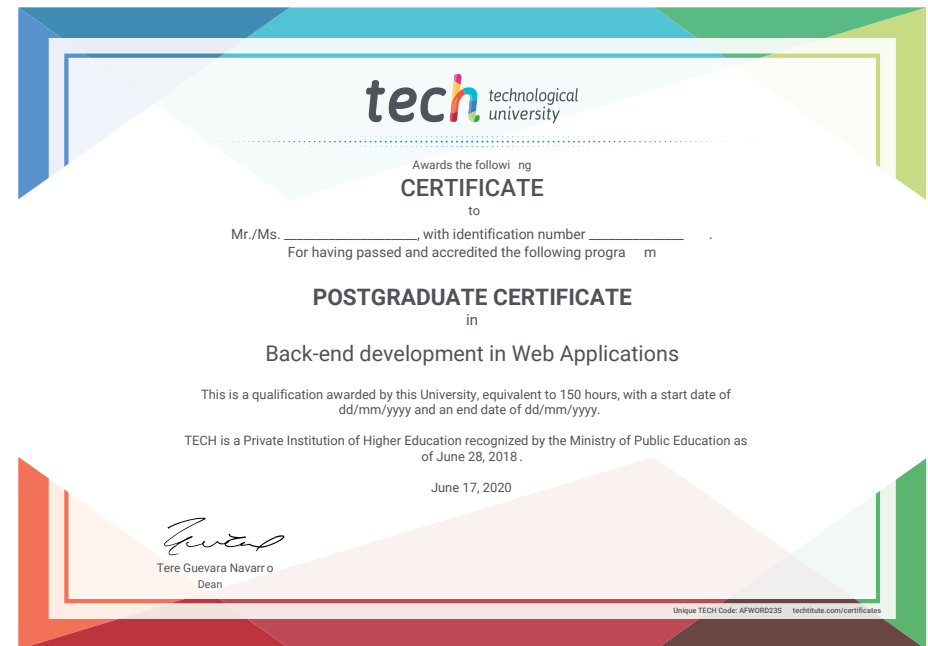 tech technological
university
Awards the followi ng
CERTIFICATE
to
Mr./Ms. _________________, with identification number ____________ .
For having passed and accredited the following progra m
POSTGRADUATE CERTIFICATE
in
Back-end development in Web Applications
This is a qualification awarded by this University, equivalent to 150 hours, with a start date of
dd/mm/yyyy and an end date of dd/mm/yyyy.
TECH is a Private Institution of Higher Education recognized by the Ministry of Public Education as
of June 28, 2018.
June 17, 2020
Tere Guevara Navarro
Dean
Unique TECH Code: AFWORD23S techtitute.com/certificates